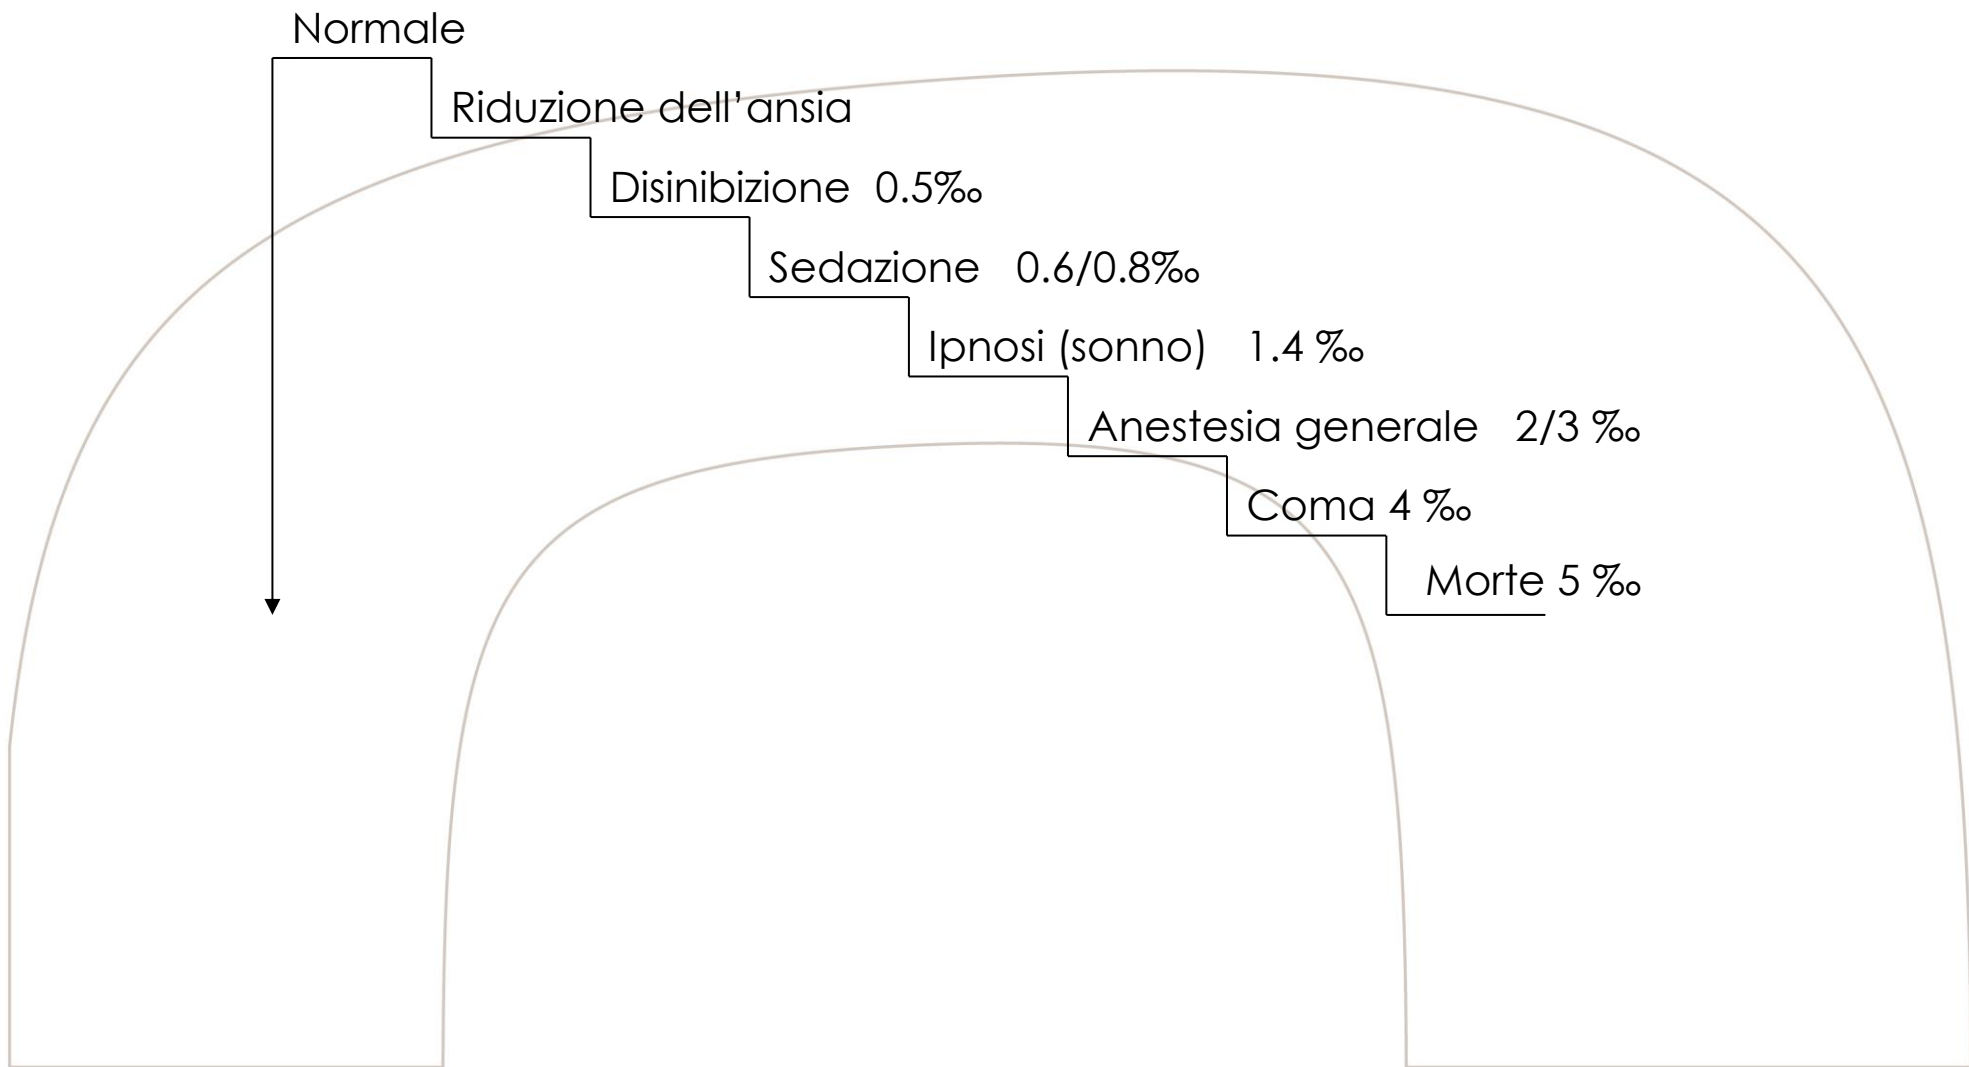 Normale
Riduzione dell’ansia
Disinibizione 0.5‰
Sedazione 0.6/0.8‰
Ipnosi (sonno) 1.4 ‰
Anestesia generale 2/3 ‰
Coma 4 ‰
Morte 5 ‰